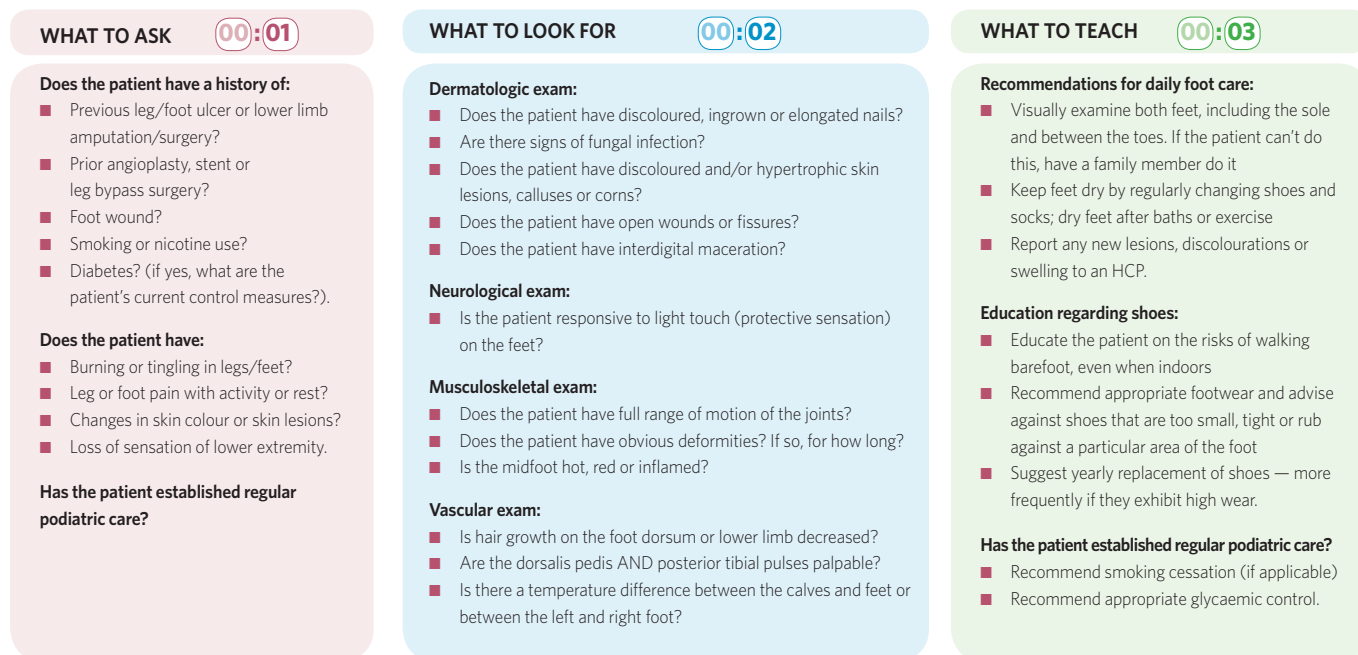 WHAT TO ASK 00:01
Does the patient have a history of:
Previous leg/foot ulcer or lower limb
amputation/surgery?
Prior angioplasty, stent or
leg bypass surgery?
Foot wound?
Smoking or nicotine use?
Diabetes? (if yes, what are the
patient's current control measures?).
Does the patient have:
Burning or tingling in legs/feet?
Leg or foot pain with activity or rest?
Changes in skin colour or skin lesions?
Loss of sensation of lower extremity.
Has the patient established regular
podiatric care?
WHAT TO LOOK FOR 00:02
Dermatologic exam:
Does the patient have discoloured, ingrown or elongated nails?
Are there signs of fungal infection?
Does the patient have discoloured and/or hypertrophic skin
lesions, calluses or corns?
Does the patient have open wounds or fissures?
Does the patient have interdigital maceration?
Neurological exam:
Is the patient responsive to light touch (protective sensation)
on the feet?
Musculoskeletal exam:
Does the patient have full range of motion of the joints?
Does the patient have obvious deformities? If so, for how long?
Is the midfoot hot, red or inflamed?
Vascular exam:
Is hair growth on the foot dorsum or lower limb decreased?
Are the dorsalis pedis AND posterior tibial pulses palpable?
Is there a temperature difference between the calves and feet or
between the left and right foot?
WHAT TO TEACH 00:03
Recommendations for daily foot care:
Visually examine both feet, including the sole
and between the toes. If the patient can't do
this, have a family member do it
Keep feet dry by regularly changing shoes and
socks; dry feet after baths or exercise
Report any new lesions, discolourations or
swelling to an HCP.
Education regarding shoes:
Educate the patient on the risks of walking
barefoot, even when indoors
Recommend appropriate footwear and advise
against shoes that are too small, tight or rub
against a particular area of the foot
Suggest yearly replacement of shoes — more
frequently if they exhibit high wear.
Has the patient established regular podiatric care?
Recommend smoking cessation (if applicable)
Recommend appropriate glycaemic control.